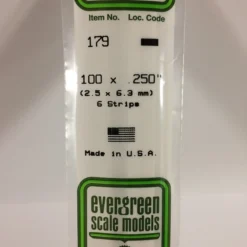 Item No. Loc. Code
179
.100 x .250"
(2.5 x 6.3 mm)
6 Strips
Made in U.S.A.
evergreen
scale models